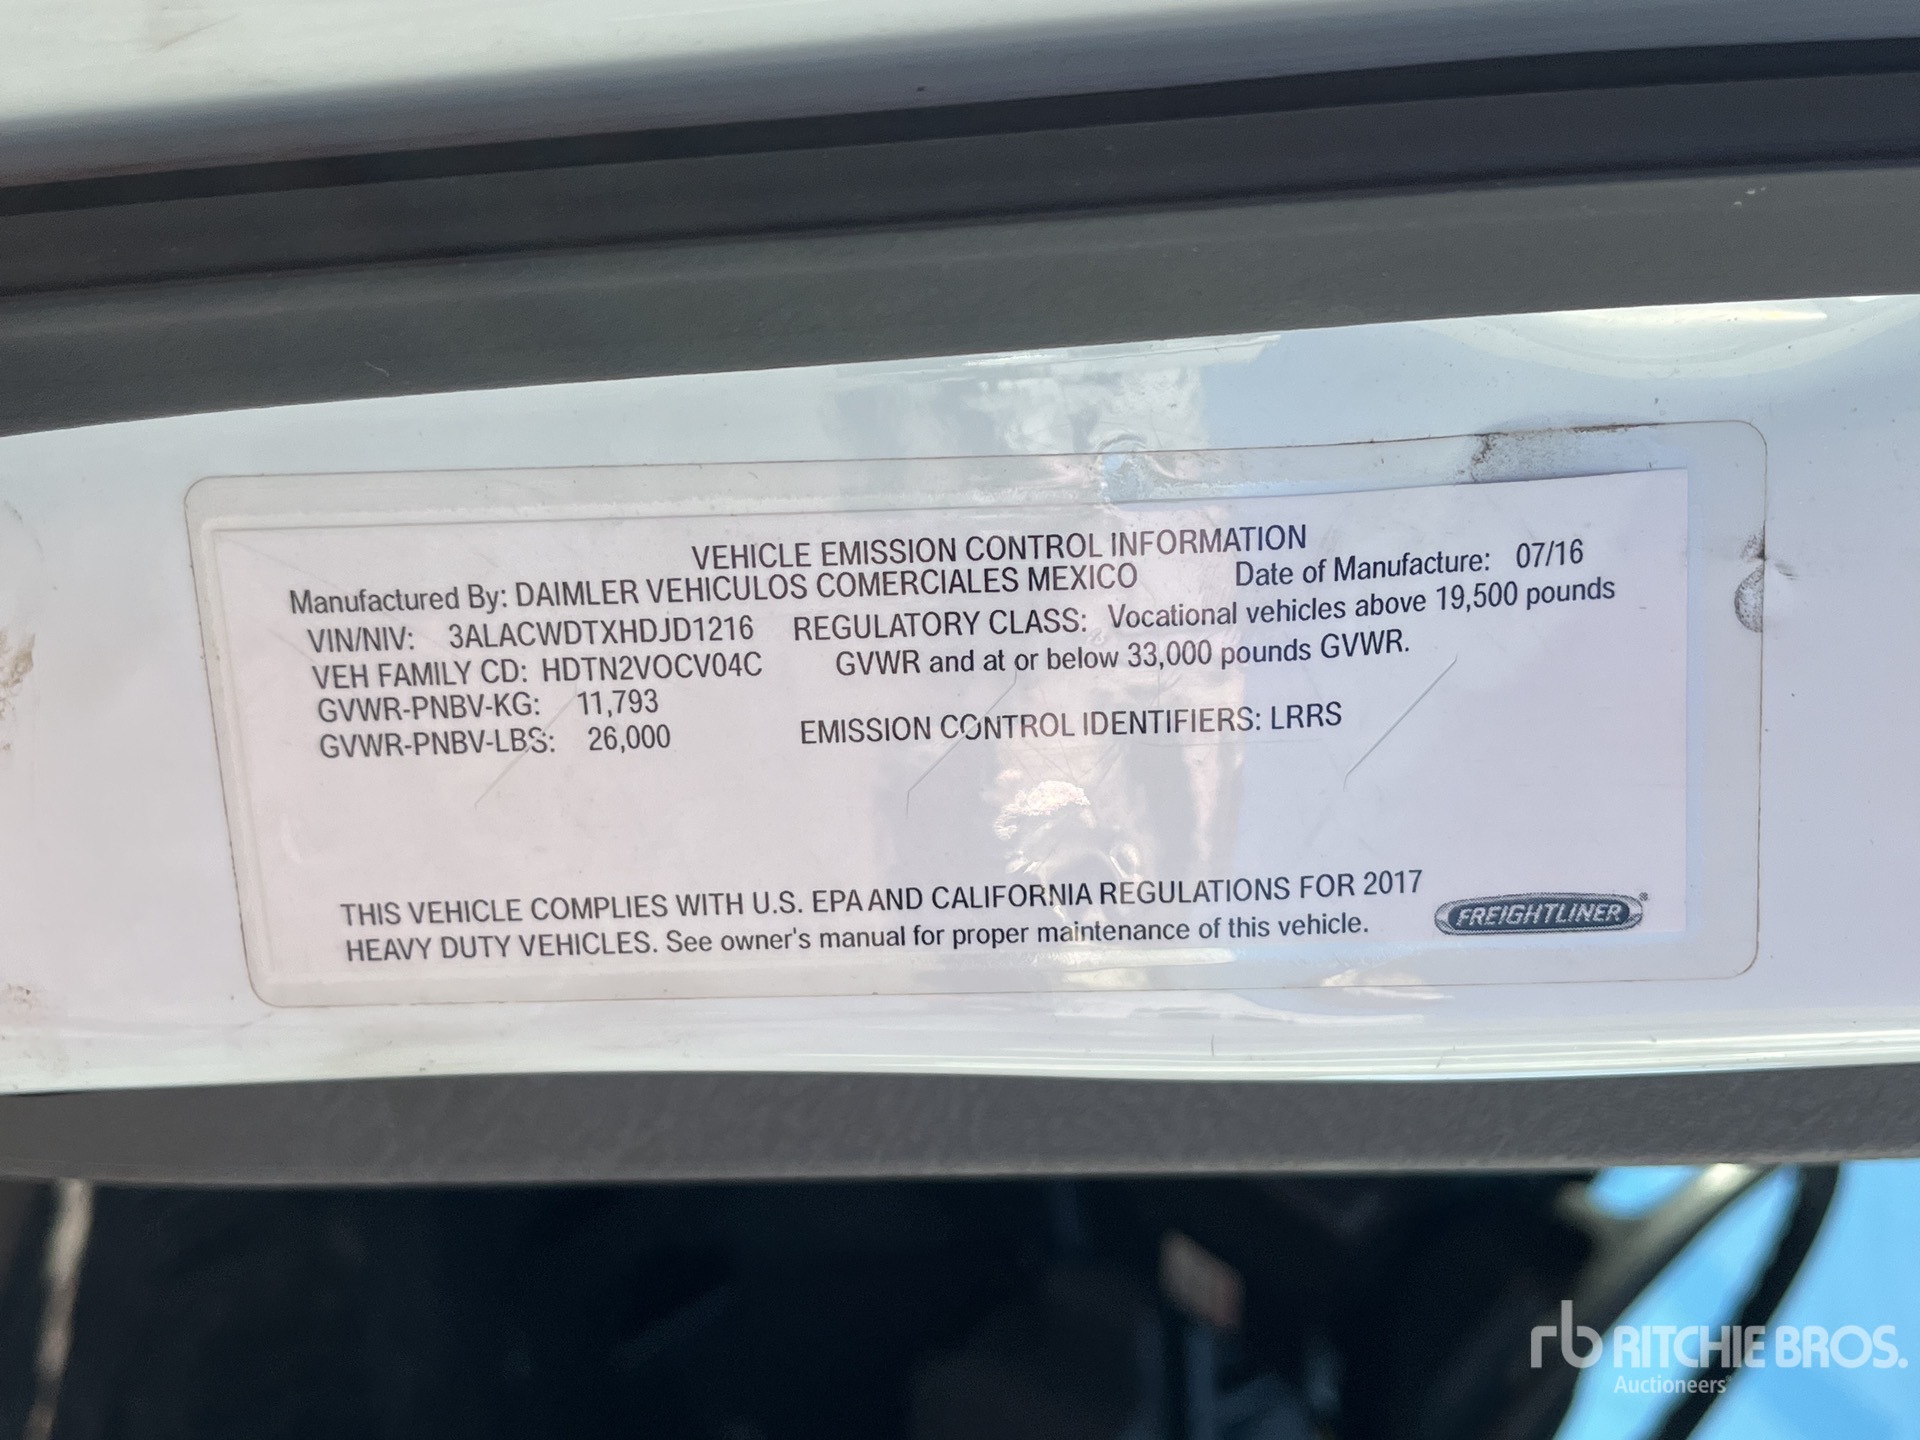 VEHICLE EMISSION CONTROL INFORMATION
Manufactured By: DAIMLER VEHICULOS COMERCIALES MEXICO Date of Manufacture: 07/16
VIN/NIV: 3ALACWDTXHDJD1216 REGULATORY CLASS: Vocational vehicles above 19,500 pounds
VEH FAMILY CD: HDTN2VOCV04C GVWR and at or below 33,000 pounds GVWR.
GVWR-PNBV-KG: 11,793
GVWR-PNBV-LBS: 26,000 EMISSION CONTROL IDENTIFIERS: LRRS
THIS VEHICLE COMPLIES WITH U.S. EPA AND CALIFORNIA REGULATIONS FOR 2017
HEAVY DUTY VEHICLES. See owner's manual for proper maintenance of this vehicle.
FREIGHTLINER®
rb RITCHIE BROS.
Auctioneers